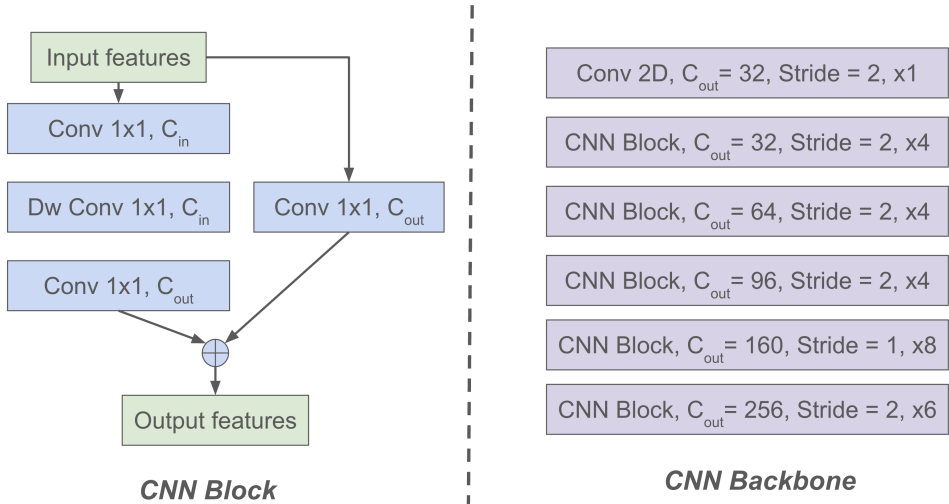 Input features
Conv 1x1, C_in
Dw Conv 1x1, C_in
Conv 1x1, C_out
Conv 1x1, C_out
Output features
CNN Block
Conv 2D, C_out= 32, Stride = 2, x1
CNN Block, C_out= 32, Stride = 2, x4
CNN Block, C_out= 64, Stride = 2, x4
CNN Block, C_out= 96, Stride = 2, x4
CNN Block, C_out= 160, Stride = 1, x8
CNN Block, C_out= 256, Stride = 2, x6
CNN Backbone